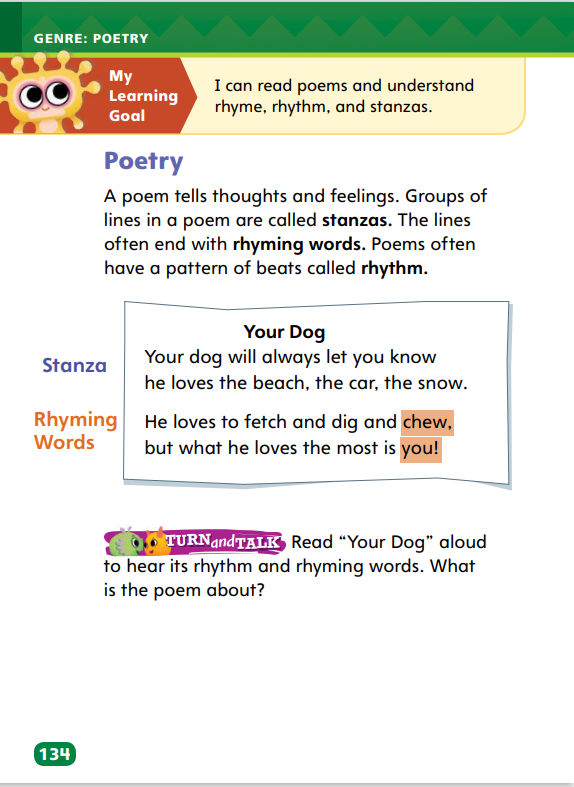 GENRE: POETRY
My
Learning
Goal
I can read poems and understand
rhyme, rhythm, and stanzas.
Poetry
A poem tells thoughts and feelings. Groups of
lines in a poem are called stanzas. The lines
often end with rhyming words. Poems often
have a pattern of beats called rhythm.
Your Dog
Stanza
Your dog will always let you know
he loves the beach, the car, the snow.
Rhyming
Words
He loves to fetch and dig and chew,
but what he loves the most is you!
TURN and TALK Read “Your Dog” aloud
to hear its rhythm and rhyming words. What
is the poem about?
134